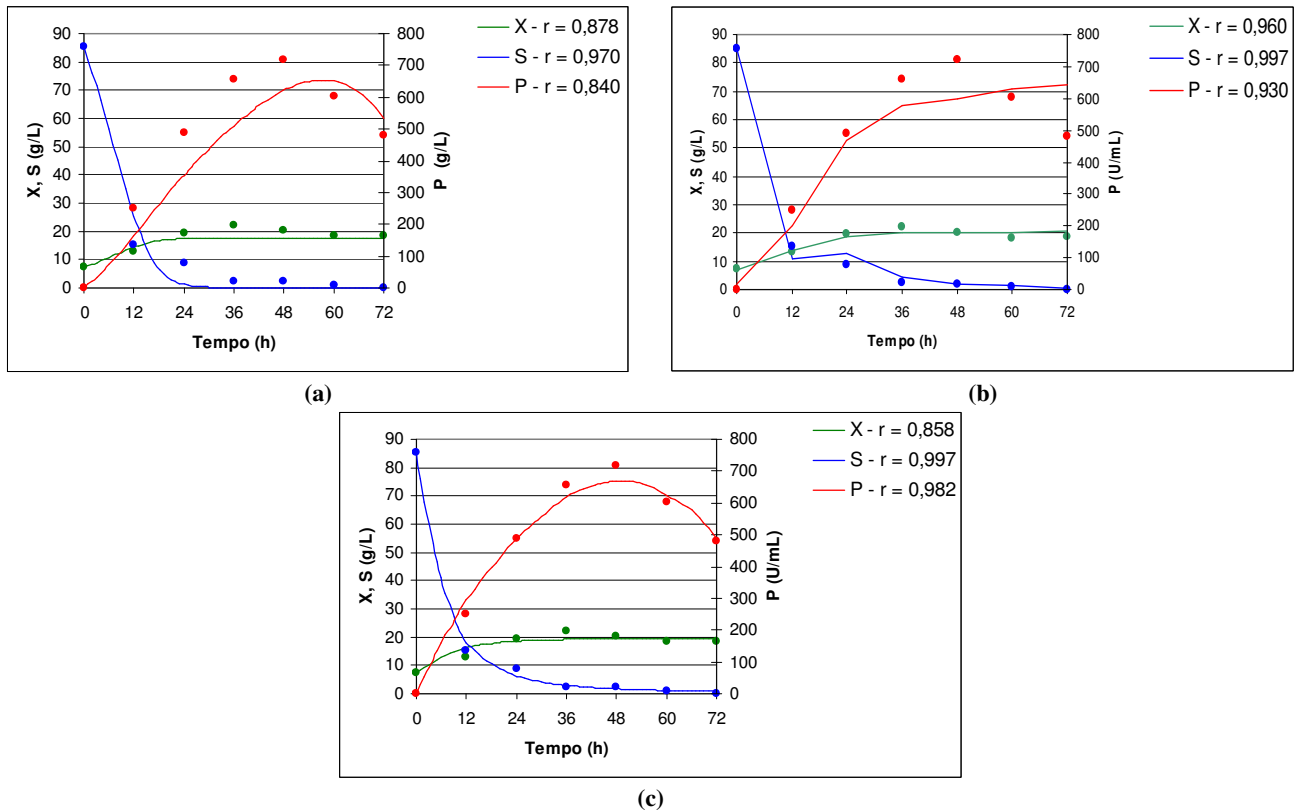 X - r = 0,878
S - r = 0,970
P - r = 0,840
X, S (g/L)
P (g/L)
90
80
70
60
50
40
30
20
10
0
800
700
600
500
400
300
200
100
0
0 12 24 36 48 60 72
Tempo (h)
(a)
X - r = 0,960
S - r = 0,997
P - r = 0,930
X, S (g/L)
P (U/mL)
90
80
70
60
50
40
30
20
10
0
800
700
600
500
400
300
200
100
0
0 12 24 36 48 60 72
Tempo (h)
(b)
X - r = 0,858
S - r = 0,997
P - r = 0,982
X, S (g/L)
P (U/mL)
90
80
70
60
50
40
30
20
10
0
800
700
600
500
400
300
200
100
0
0 12 24 36 48 60 72
Tempo (h)
(c)